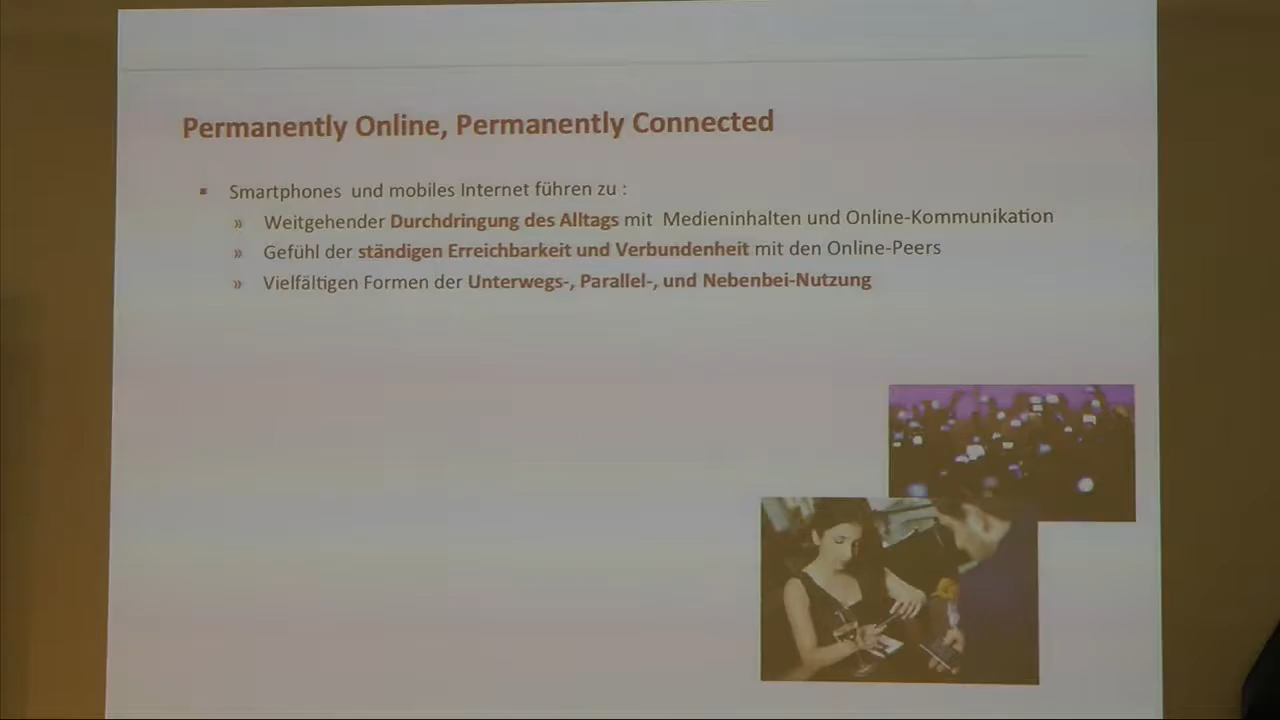 Permanently Online, Permanently Connected
▪ Smartphones und mobiles Internet führen zu :
» Weitgehender Durchdringung des Alltags mit Medieninhalten und Online-Kommunikation
» Gefühl der ständigen Erreichbarkeit und Verbundenheit mit den Online-Peers
» Vielfältigen Formen der Unterwegs-, Parallel-, und Nebenbei-Nutzung